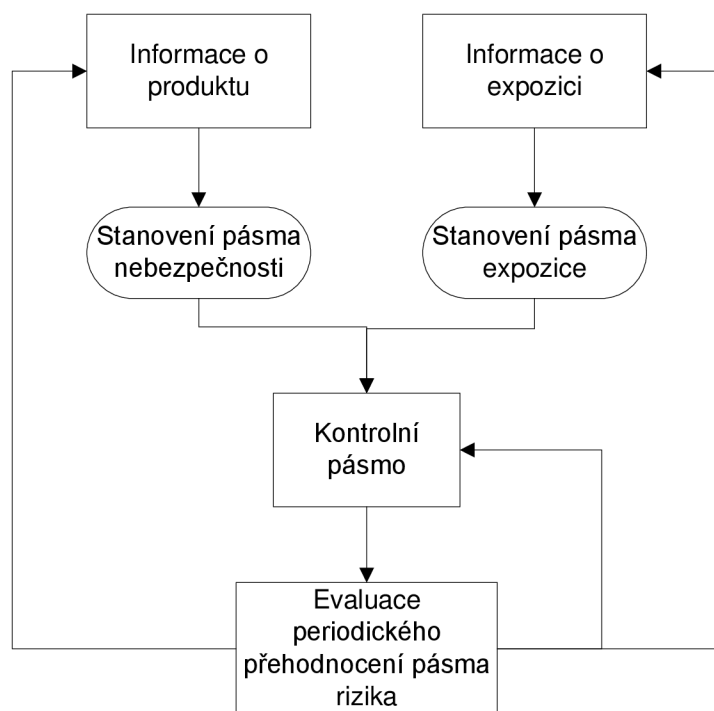 Informace o
produktu
Informace o
expozici
Stanovení pásma
nebezpečnosti
Stanovení pásma
expozice
Kontrolní
pásmo
Evaluace
periodického
přehodnocení pásma
rizika